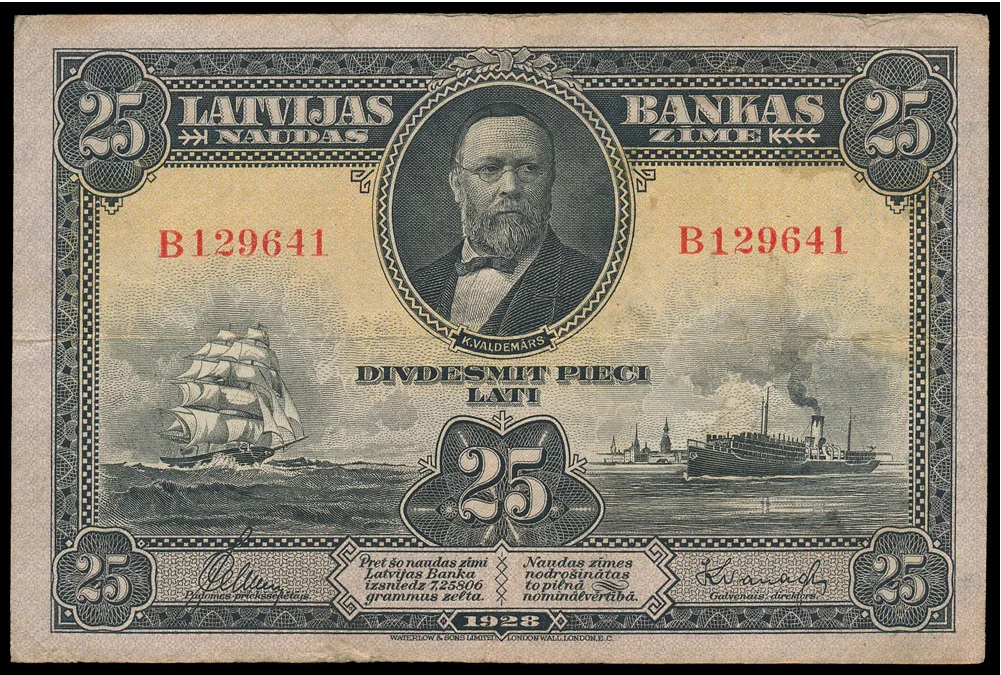 25 LATVIJAS BANKAS 25
NAUDAS ZĪME
B129641 B129641
K.VALDEMĀRS
DIVDESMIT PIECI
LATI
25
25 25
Pret šo naudas zīmi
Latvijas Banka
izsniedz 7,25806
grammus zelta.
Naudas zīmes
nodrošinātas
to pilnā
nominālvērtībā.
Padomes priekšsēdētājs.
Galvenais direktors.
1928
WATERLOW & SONS LIMITED, LONDON WALL, LONDON, E.C.